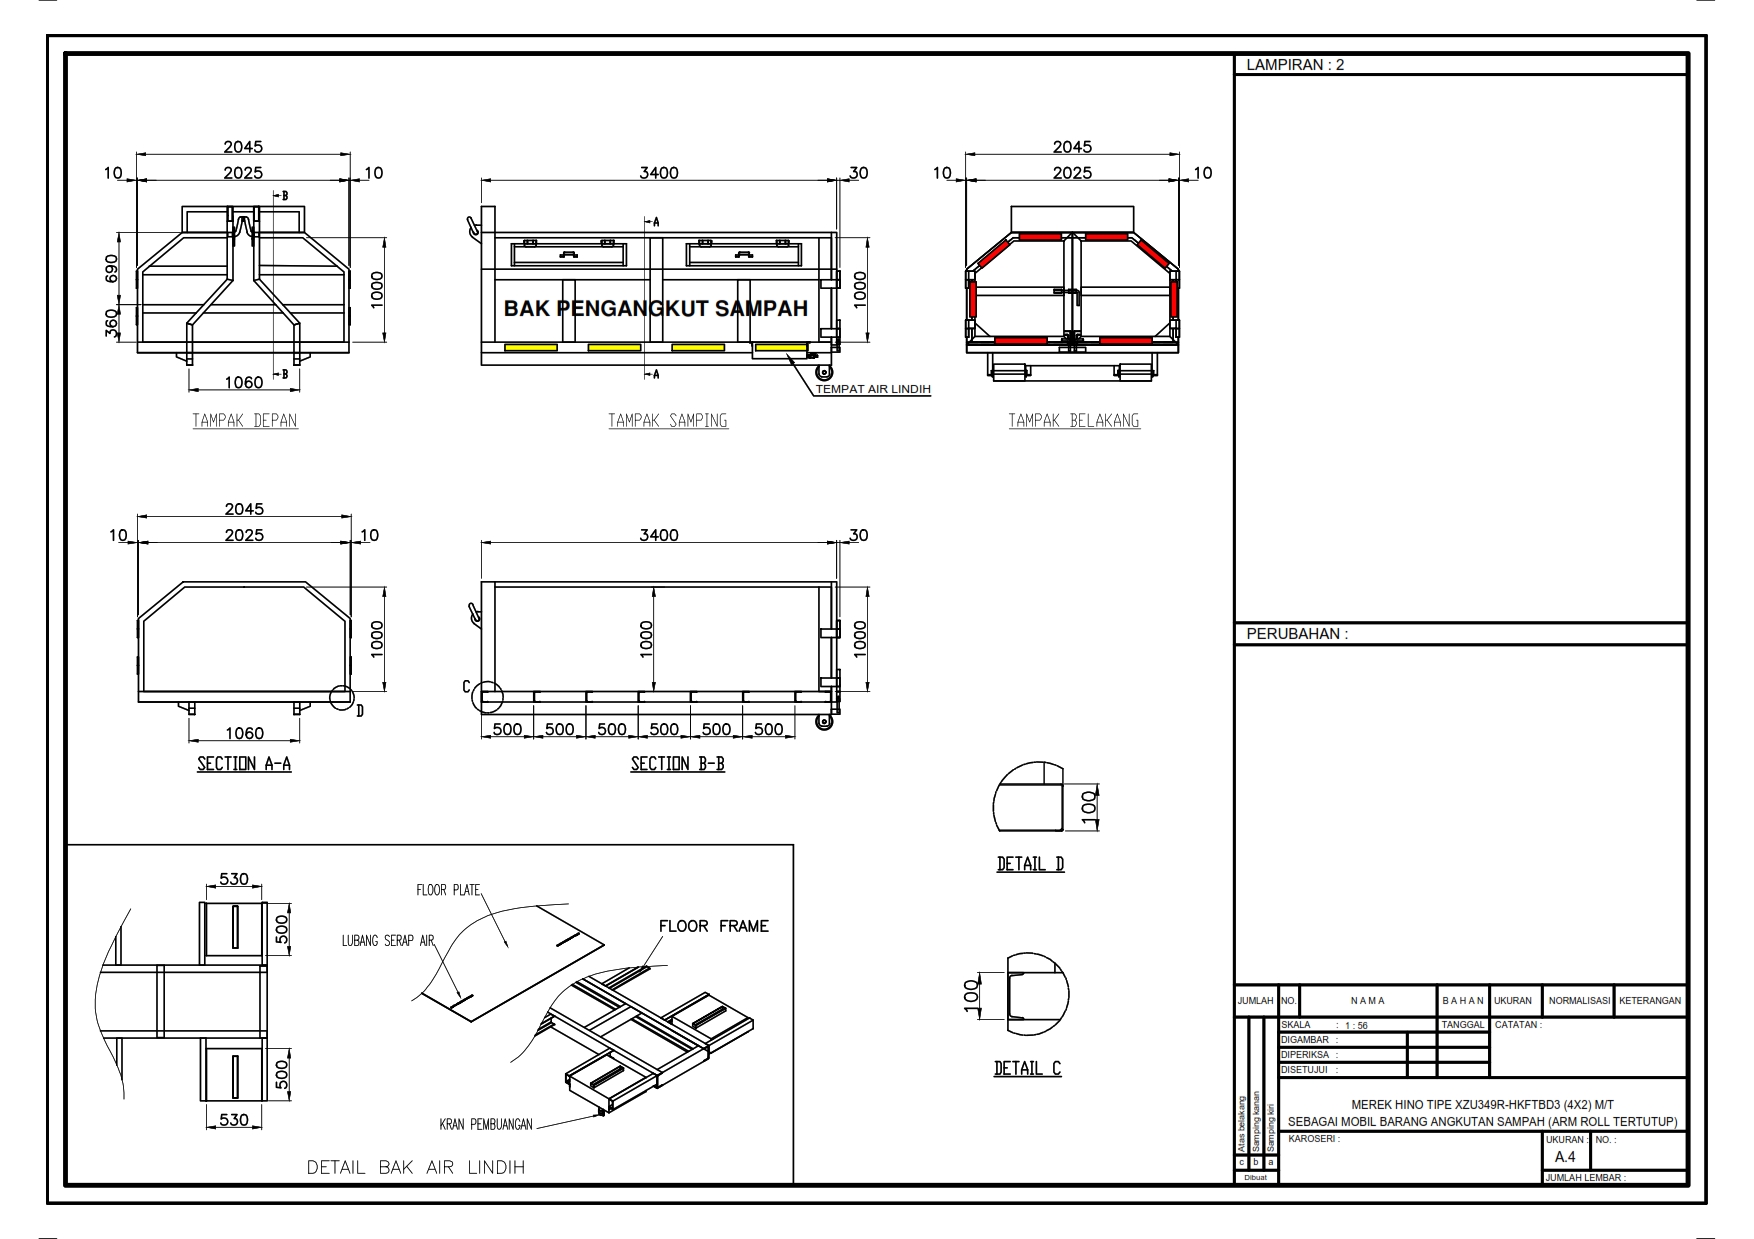 LAMPIRAN : 2
2045
10 2025 10
B
690
360
1000
B
1060
TAMPAK DEPAN
3400 30
A
1000
BAK PENGANGKUT SAMPAH
A
TEMPAT AIR LINDIH
TAMPAK SAMPING
2045
10 2025 10
TAMPAK BELAKANG
2045
10 2025 10
1000
D
1060
SECTION A-A
3400 30
1000
1000
C
500 500 500 500 500 500
SECTION B-B
100
DETAIL D
100
DETAIL C
530
500
500
530
FLOOR PLATE
LUBANG SERAP AIR
FLOOR FRAME
KRAN PEMBUANGAN
DETAIL BAK AIR LINDIH
PERUBAHAN :
JUMLAH NO. N A M A B A H A N UKURAN NORMALISASI KETERANGAN
SKALA : 1 : 56 TANGGAL CATATAN :
DIGAMBAR :
DIPERIKSA :
DISETUJUI :
Atas belakang
Samping kanan
Samping kiri
c b a
Dibuat
MEREK HINO TIPE XZU349R-HKFTBD3 (4X2) M/T
SEBAGAI MOBIL BARANG ANGKUTAN SAMPAH (ARM ROLL TERTUTUP)
KAROSERI :
UKURAN : NO. :
A.4
JUMLAH LEMBAR :